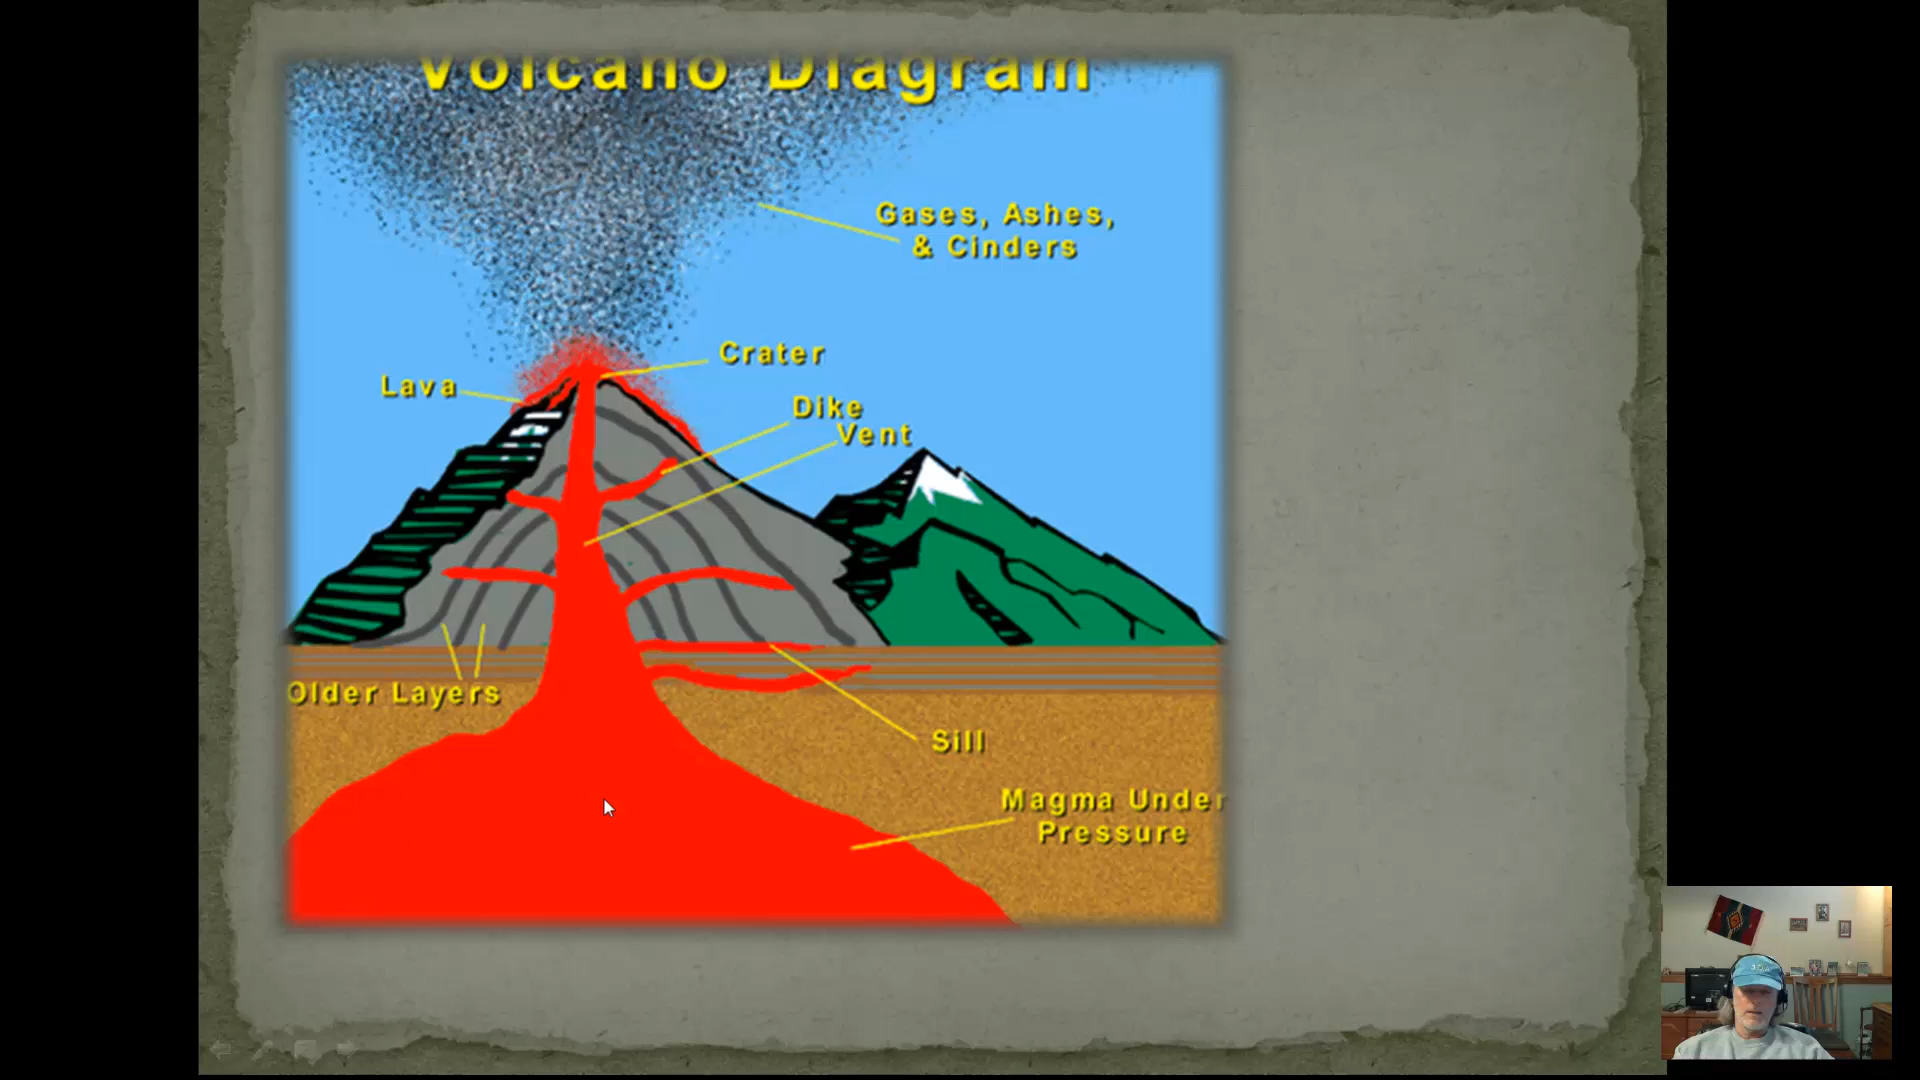 Volcano Diagram
Gases, Ashes,
& Cinders
Crater
Lava
Dike
Vent
Older Layers
Sill
Magma Under
Pressure